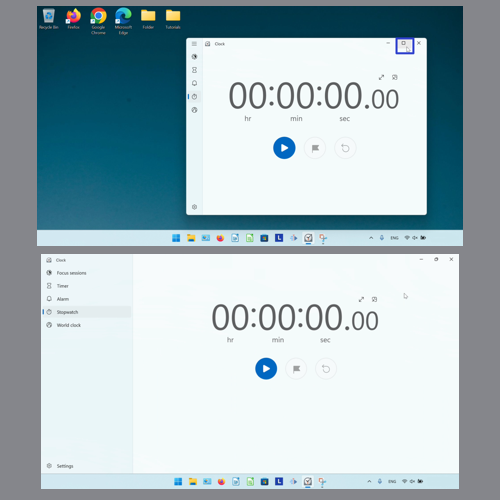 Recycle Bin
Firefox
Google Chrome
Microsoft Edge
Folder
Tutorials
Clock
00:00:00.00
hr min sec
ENG
Clock
Focus sessions
Timer
Alarm
Stopwatch
World clock
00:00:00.00
hr min sec
Settings
ENG